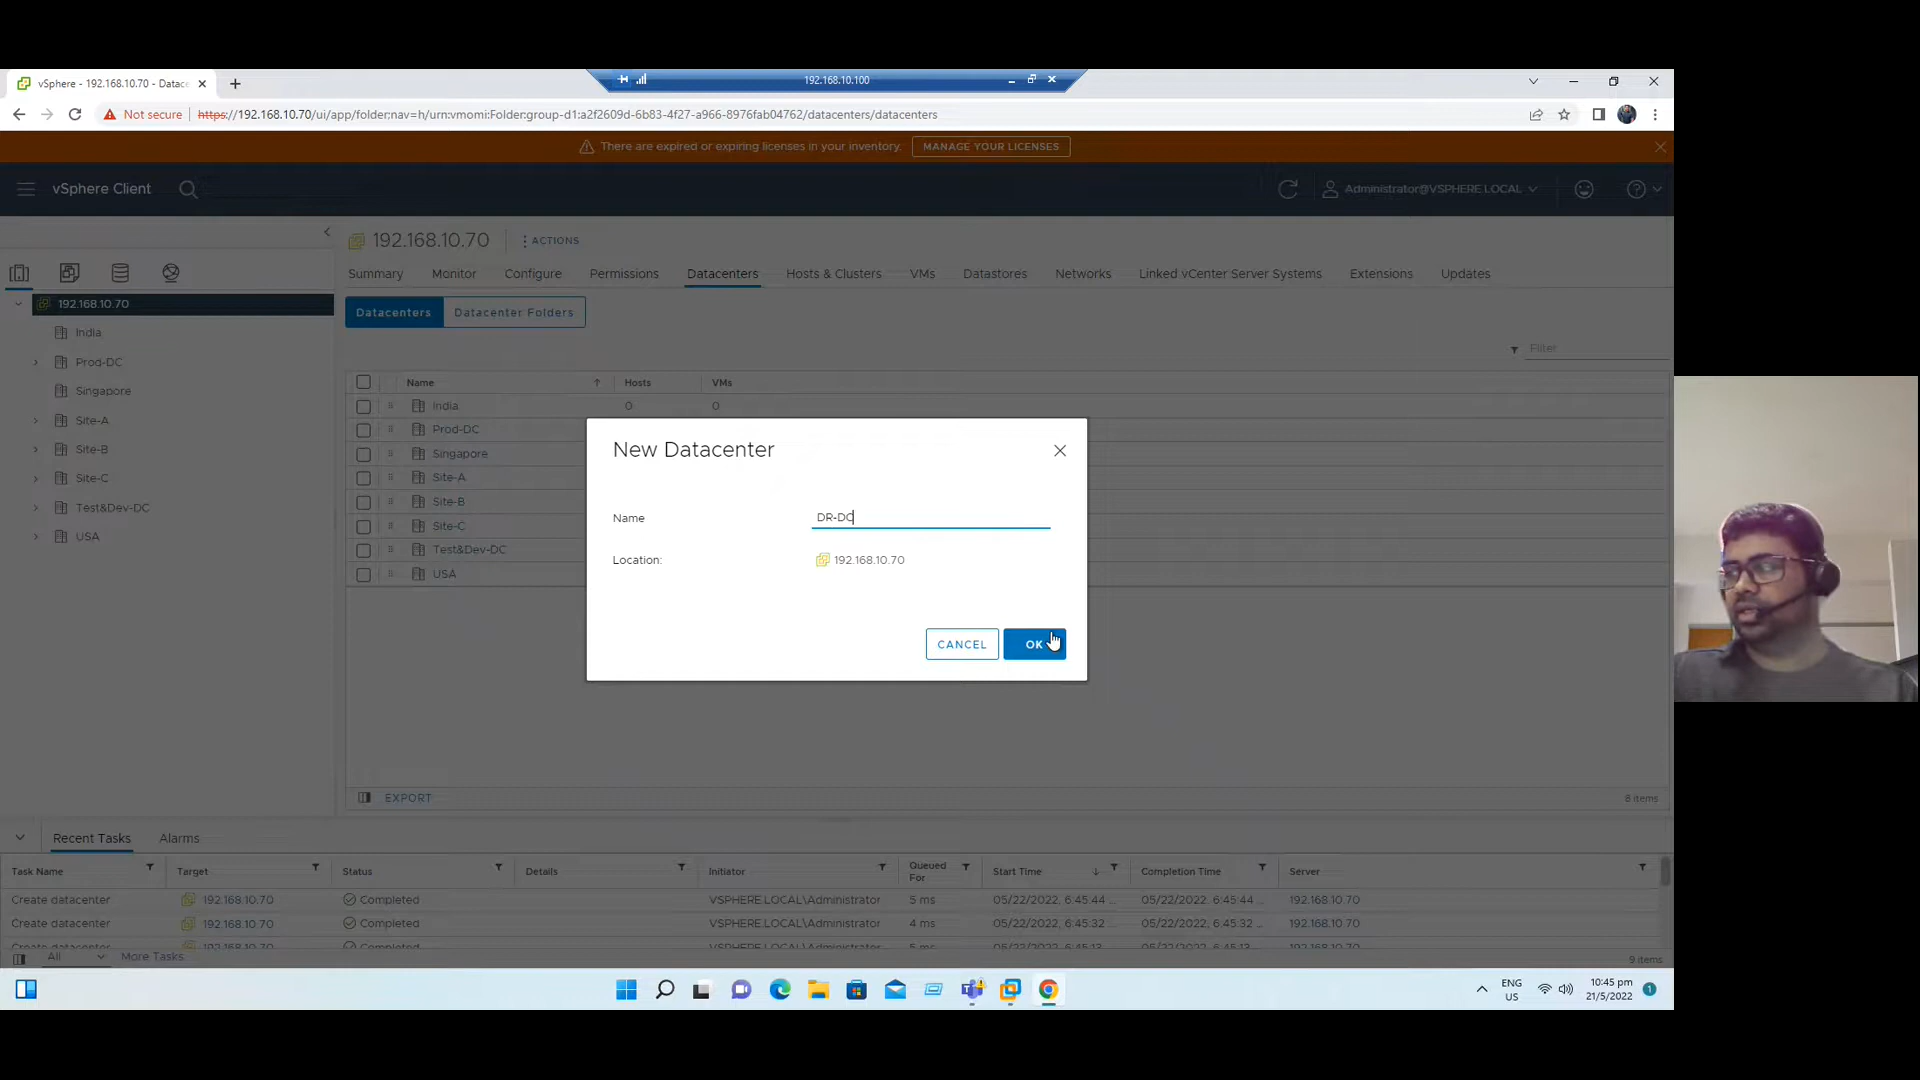 vSphere - 192.168.10.70 - Datace
192.168.10.100
Not secure https://192.168.10.70/ui/app/folder;nav=h/urn:vmomi:Folder:group-d1:a2f2609d-6b83-4f27-a966-8976fab04762/datacenters/datacenters
There are expired or expiring licenses in your inventory. MANAGE YOUR LICENSES
vSphere Client
Administrator@VSPHERE.LOCAL
192.168.10.70 ACTIONS
Summary Monitor Configure Permissions Datacenters Hosts & Clusters VMs Datastores Networks Linked vCenter Server Systems Extensions Updates
Datacenters Datacenter Folders
192.168.10.70
India
Prod-DC
Singapore
Site-A
Site-B
Site-C
Test&Dev-DC
USA
Filter
Name Hosts VMs
India 0 0
Prod-DC
Singapore
Site-A
Site-B
Site-C
Test&Dev-DC
USA
New Datacenter
Name DR-DC
Location: 192.168.10.70
CANCEL OK
EXPORT 8 items
Recent Tasks Alarms
Task Name Target Status Details Initiator Queued For Start Time Completion Time Server
Create datacenter 192.168.10.70 Completed VSPHERE.LOCAL\Administrator 5 ms 05/22/2022, 6:45:44 ... 05/22/2022, 6:45:44 ... 192.168.10.70
Create datacenter 192.168.10.70 Completed VSPHERE.LOCAL\Administrator 4 ms 05/22/2022, 6:45:32 ... 05/22/2022, 6:45:32 ... 192.168.10.70
Create datacenter 192.168.10.70 Completed VSPHERE.LOCAL\Administrator 5 ms 05/22/2022, 6:45:13 05/22/2022, 6:45:13 192.168.10.70
All More Tasks 9 items
ENG US
10:45 pm
21/5/2022
1